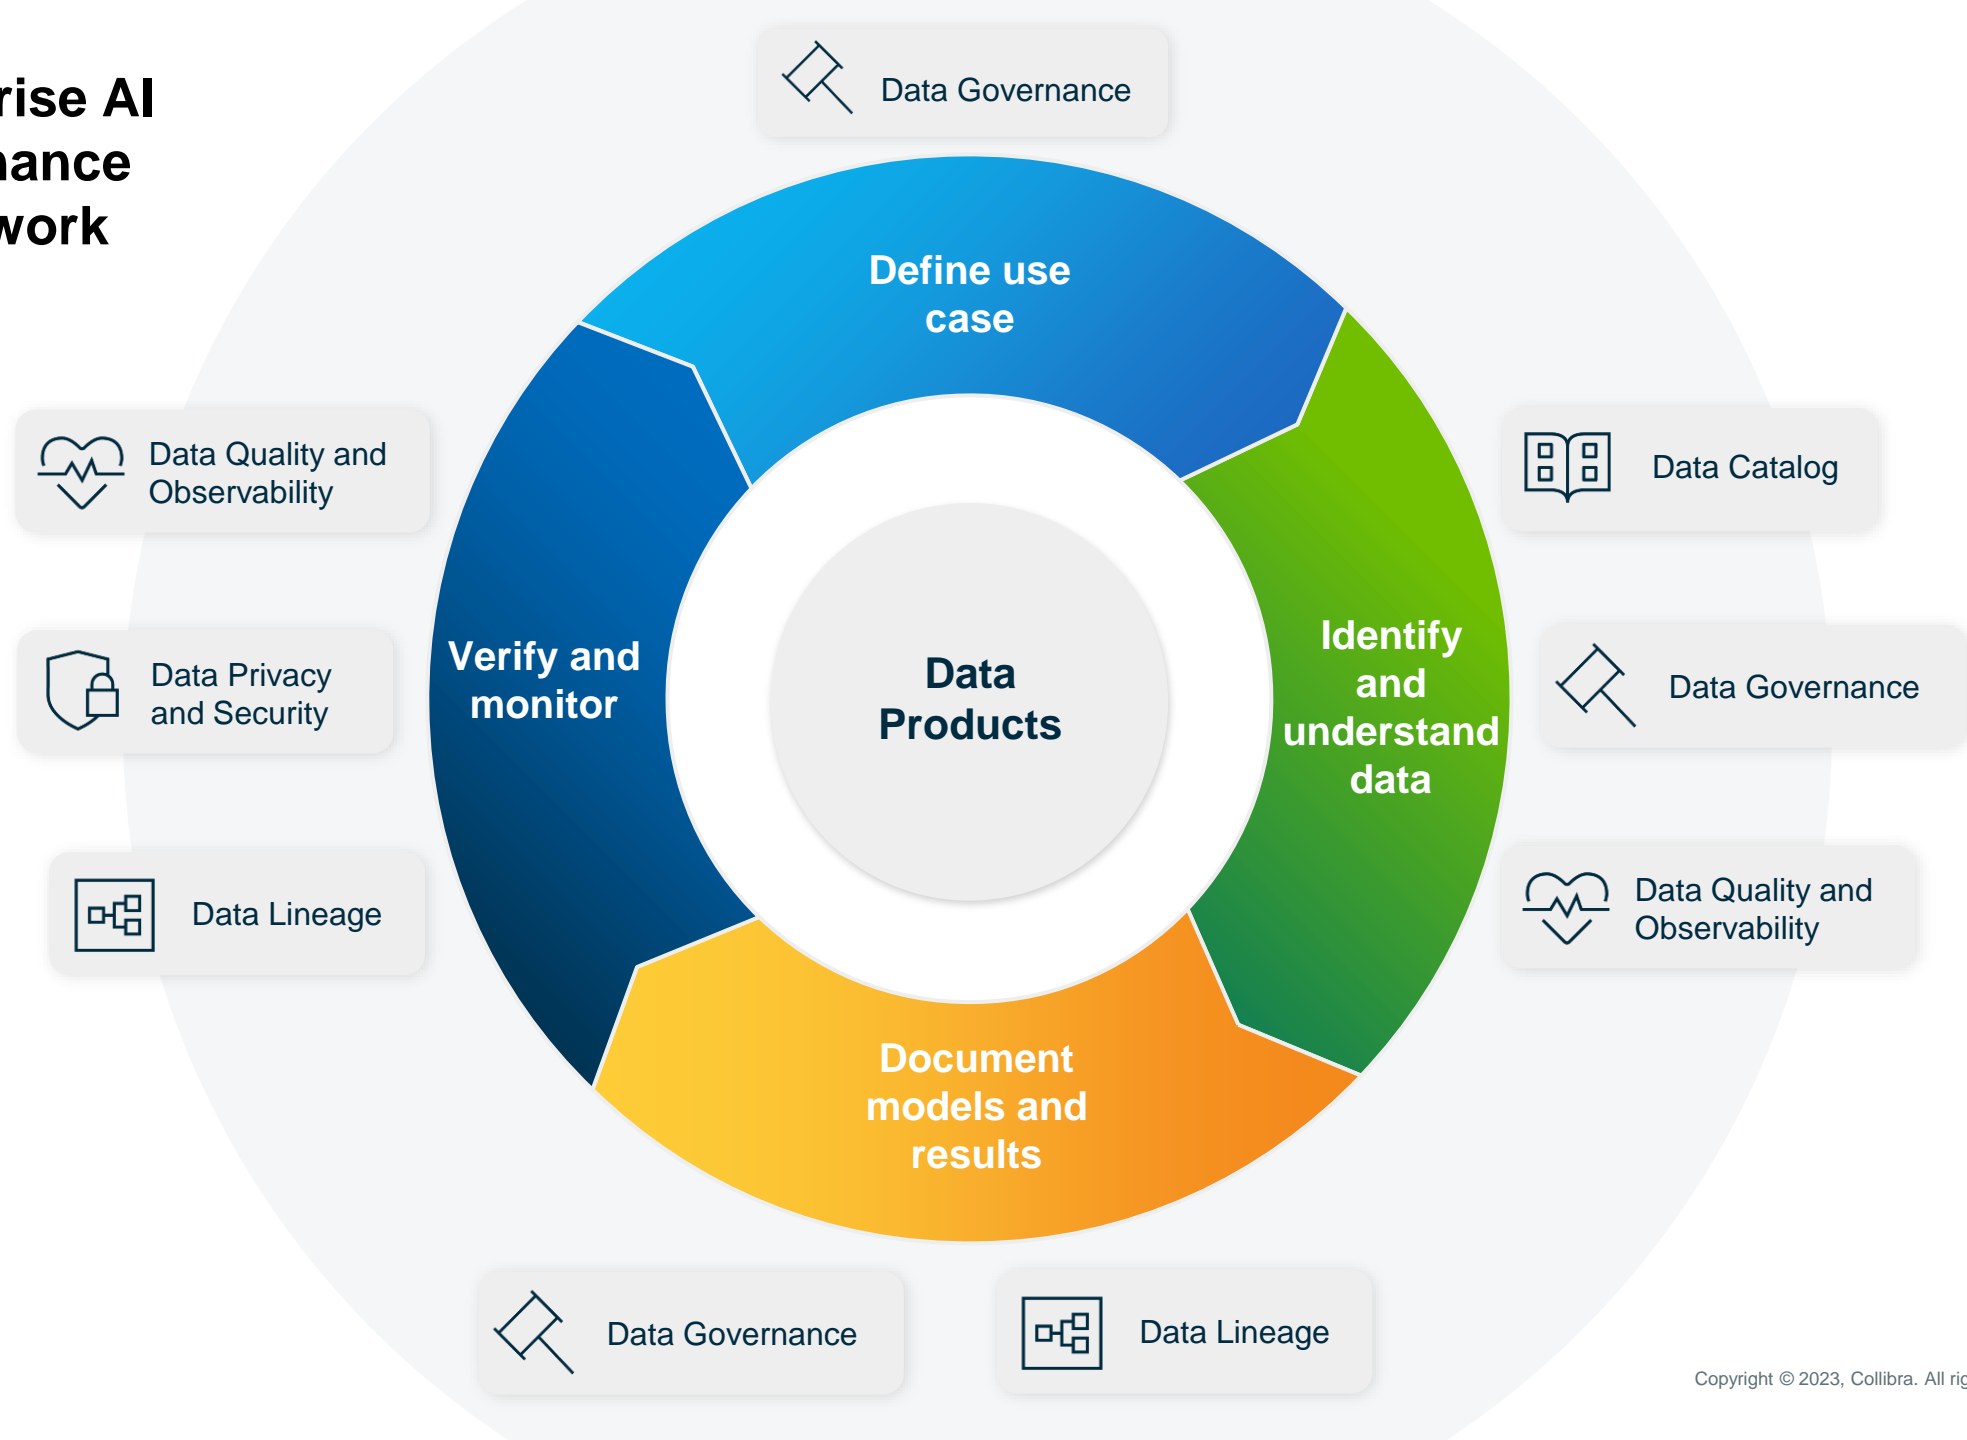 rise AI
nance
work
Data Governance
Define use
case
Data Quality and
Observability
Data Catalog
Data Privacy
and Security
Verify and
monitor
Data
Products
Identify
and
understand
data
Data Governance
Data Lineage
Data Quality and
Observability
Document
models and
results
Data Governance
Data Lineage
Copyright © 2023, Collibra. All rig